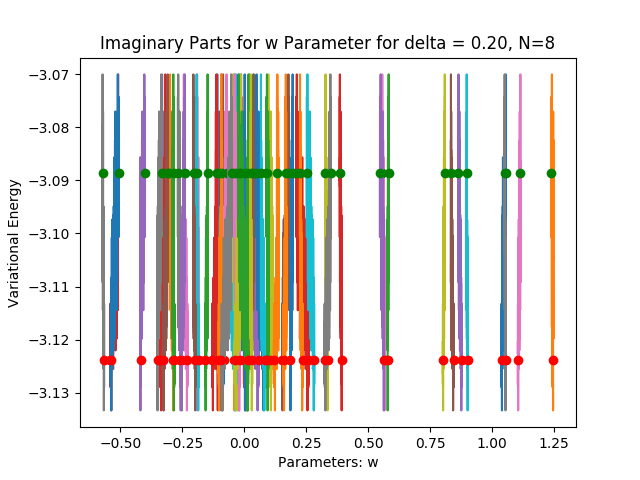 Imaginary Parts for w Parameter for delta = 0.20, N=8
Variational Energy
−3.07
−3.08
−3.09
−3.10
−3.11
−3.12
−3.13
−0.50 −0.25 0.00 0.25 0.50 0.75 1.00 1.25
Parameters: w